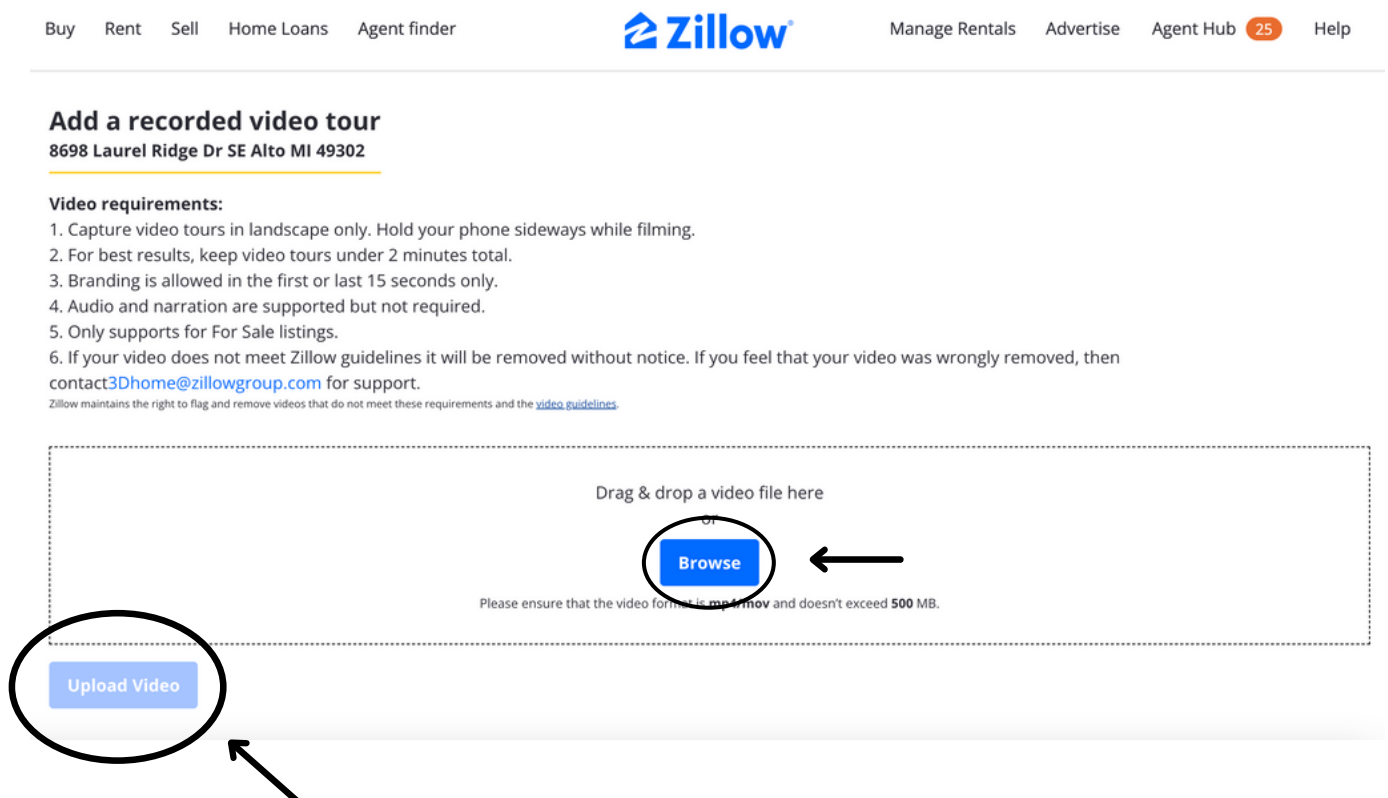 Buy Rent Sell Home Loans Agent finder Zillow® Manage Rentals Advertise Agent Hub 25 Help
Add a recorded video tour
8698 Laurel Ridge Dr SE Alto MI 49302
Video requirements:
1. Capture video tours in landscape only. Hold your phone sideways while filming.
2. For best results, keep video tours under 2 minutes total.
3. Branding is allowed in the first or last 15 seconds only.
4. Audio and narration are supported but not required.
5. Only supports for For Sale listings.
6. If your video does not meet Zillow guidelines it will be removed without notice. If you feel that your video was wrongly removed, then
contact3Dhome@zillowgroup.com for support.
Zillow maintains the right to flag and remove videos that do not meet these requirements and the video guidelines.
Drag & drop a video file here
or
Browse
Please ensure that the video format is mp4/mov and doesn't exceed 500 MB.
Upload Video